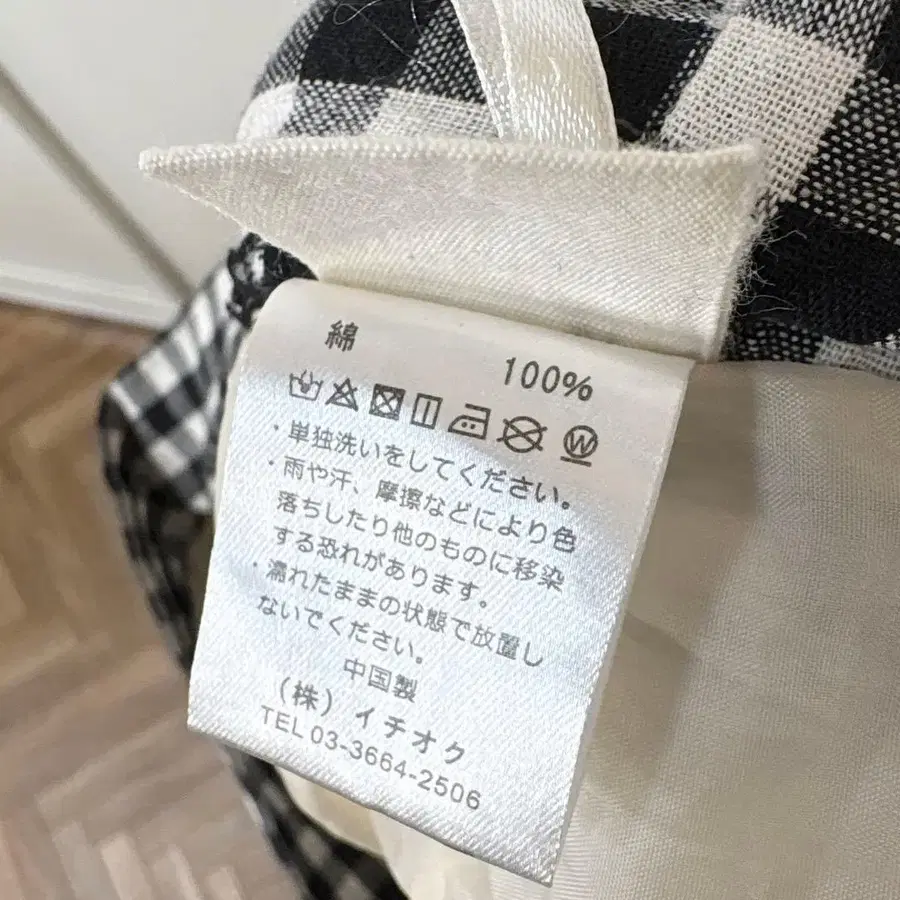 綿 100%
W
・単独洗いをしてください。
・雨や汗、摩擦などにより色
落ちしたり他のものに移染
する恐れがあります。
・濡れたままの状態で放置し
ないでください。
中国製
(株)イチオク
TEL 03-3664-2506